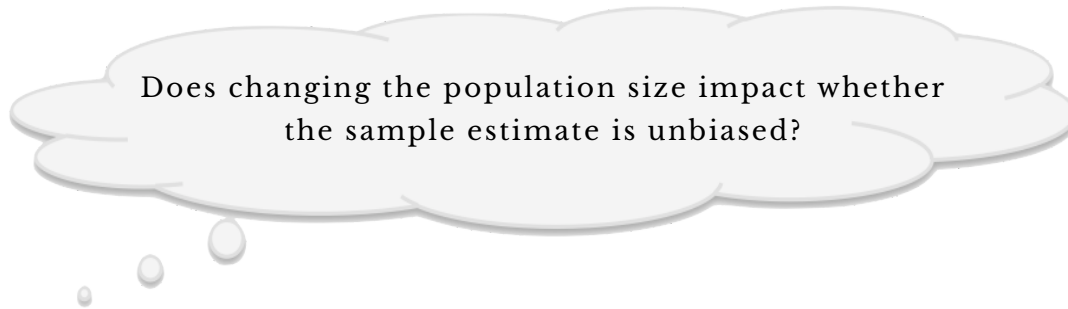 Does changing the population size impact whether
the sample estimate is unbiased?